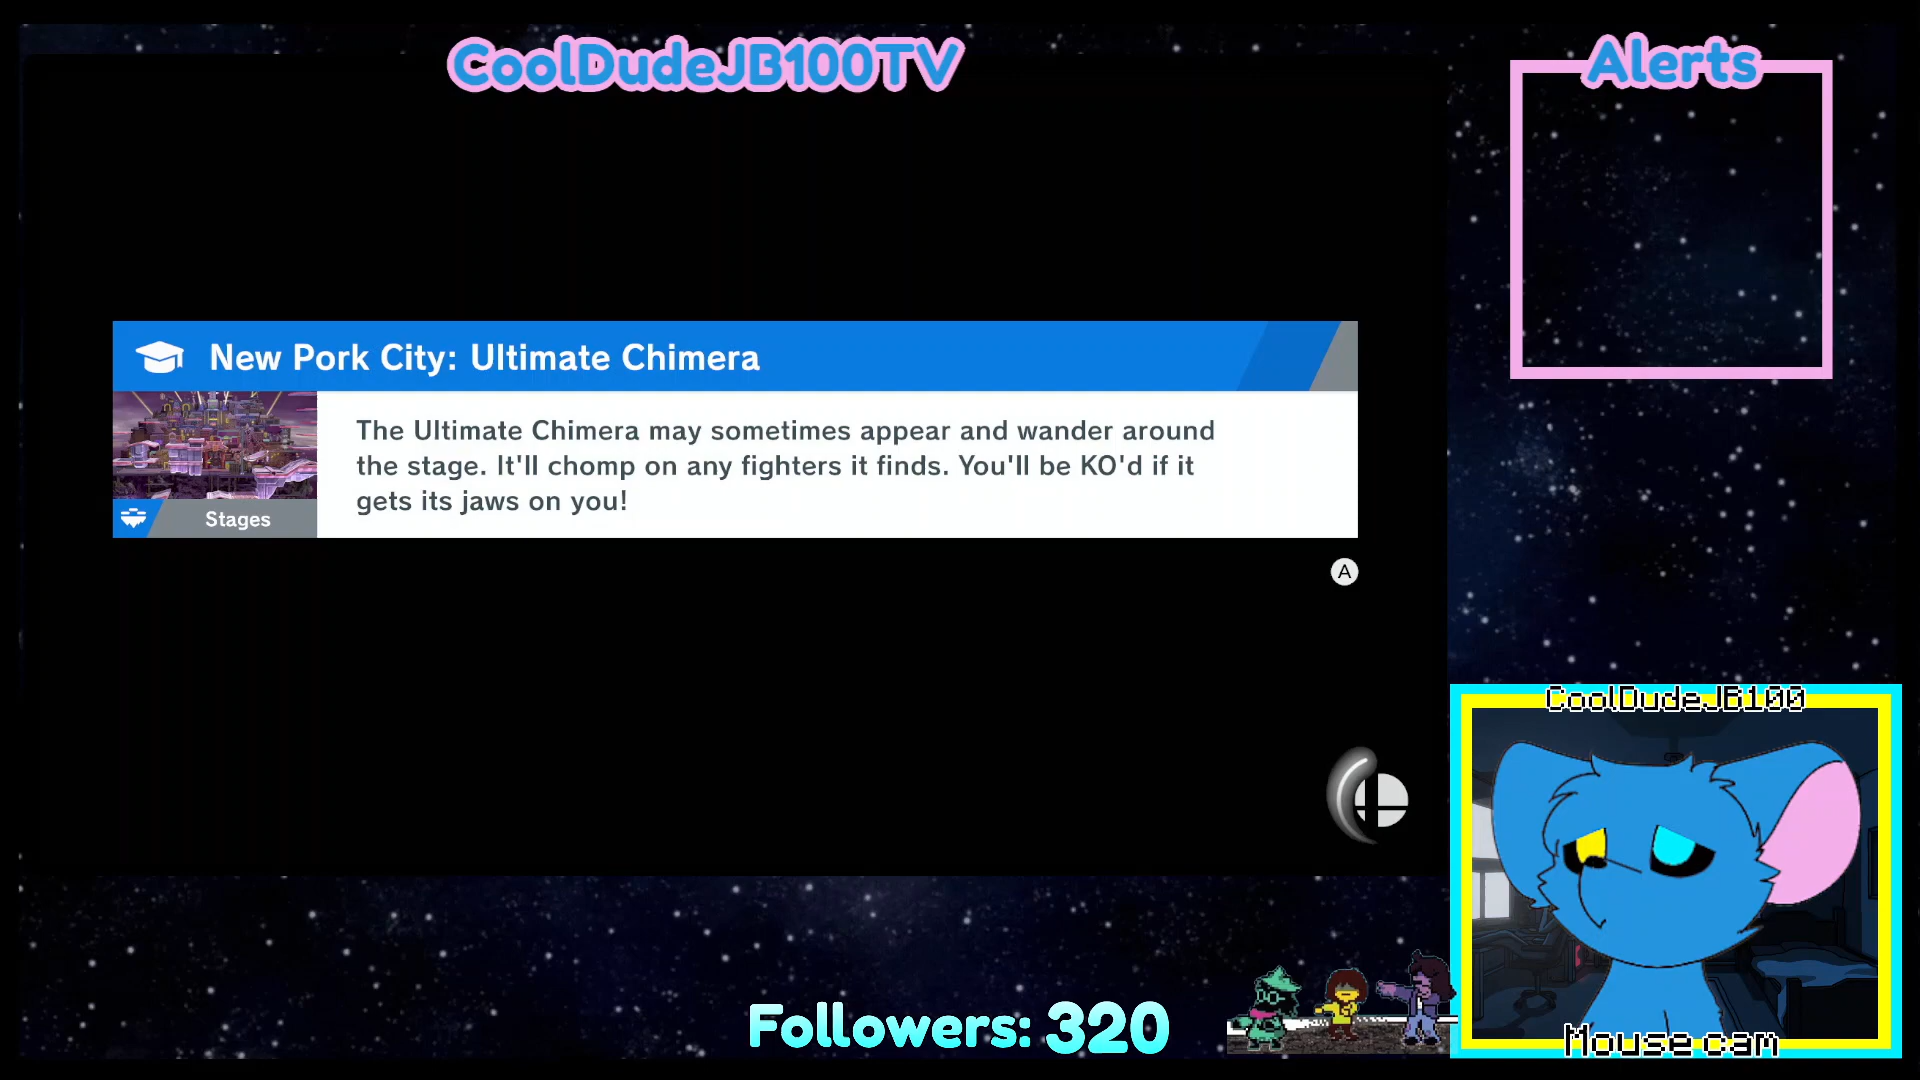 CoolDudeJB100TV
Alerts
New Pork City: Ultimate Chimera
The Ultimate Chimera may sometimes appear and wander around
the stage. It'll chomp on any fighters it finds. You'll be KO'd if it
gets its jaws on you!
Stages
A
CoolDudeJB100
Mouse cam
Followers: 320